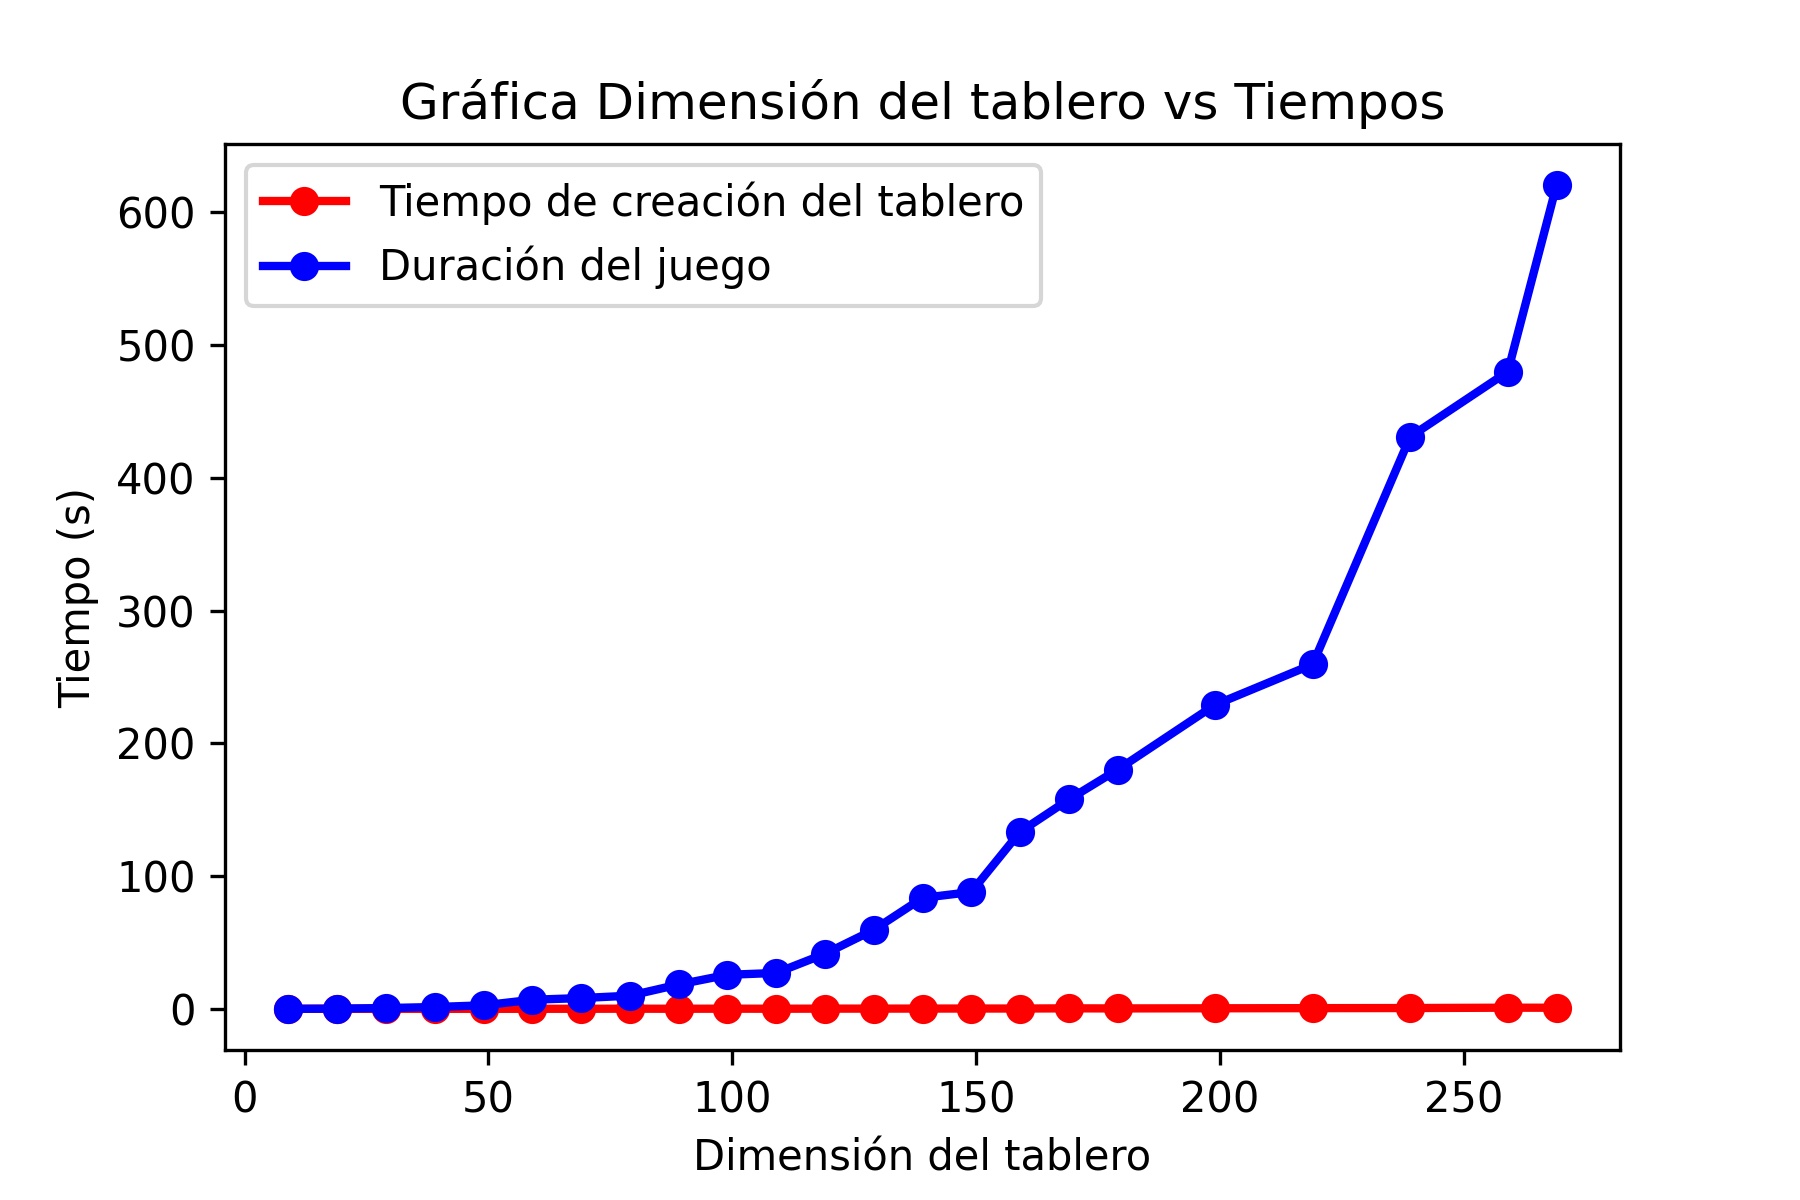 Gráfica Dimensión del tablero vs Tiempos
Tiempo de creación del tablero
Duración del juego
600
500
400
300
200
100
0
Tiempo (s)
0 50 100 150 200 250
Dimensión del tablero